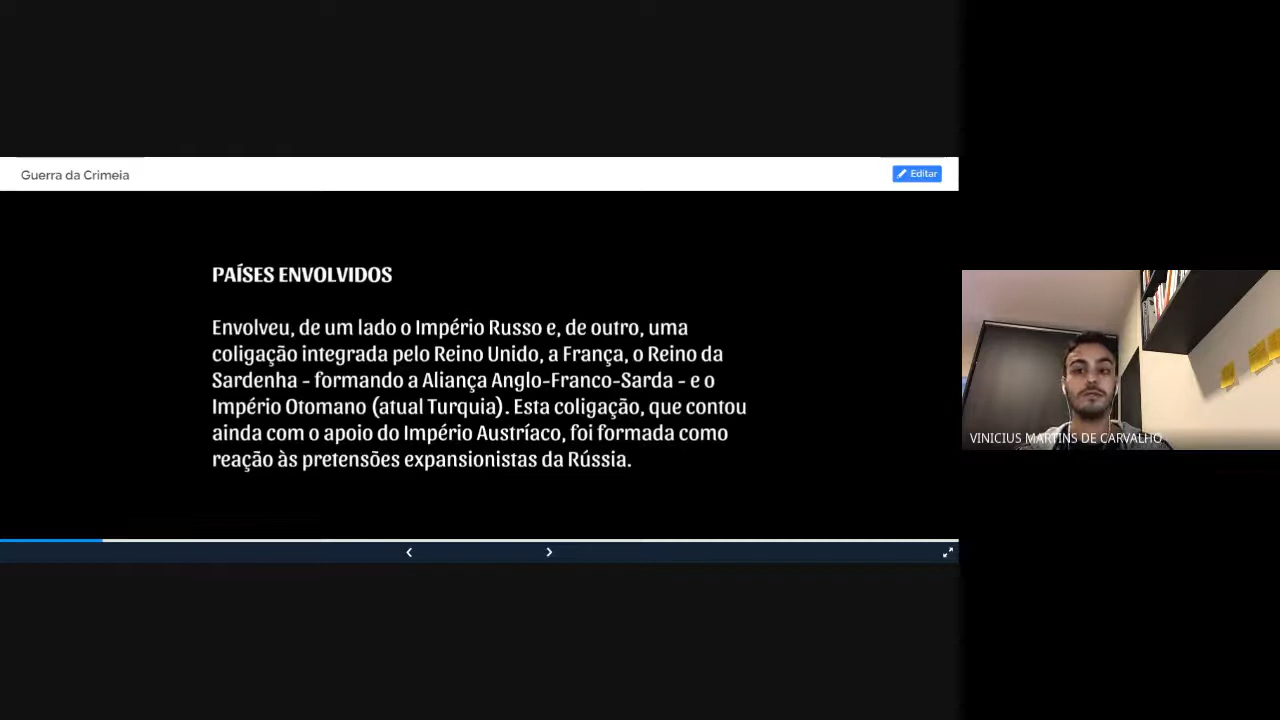 Guerra da Crimeia
Editar
PAÍSES ENVOLVIDOS
Envolveu, de um lado o Império Russo e, de outro, uma
coligação integrada pelo Reino Unido, a França, o Reino da
Sardenha - formando a Aliança Anglo-Franco-Sarda - e o
Império Otomano (atual Turquia). Esta coligação, que contou
ainda com o apoio do Império Austríaco, foi formada como
reação às pretensões expansionistas da Rússia.
VINICIUS MARTINS DE CARVALHO